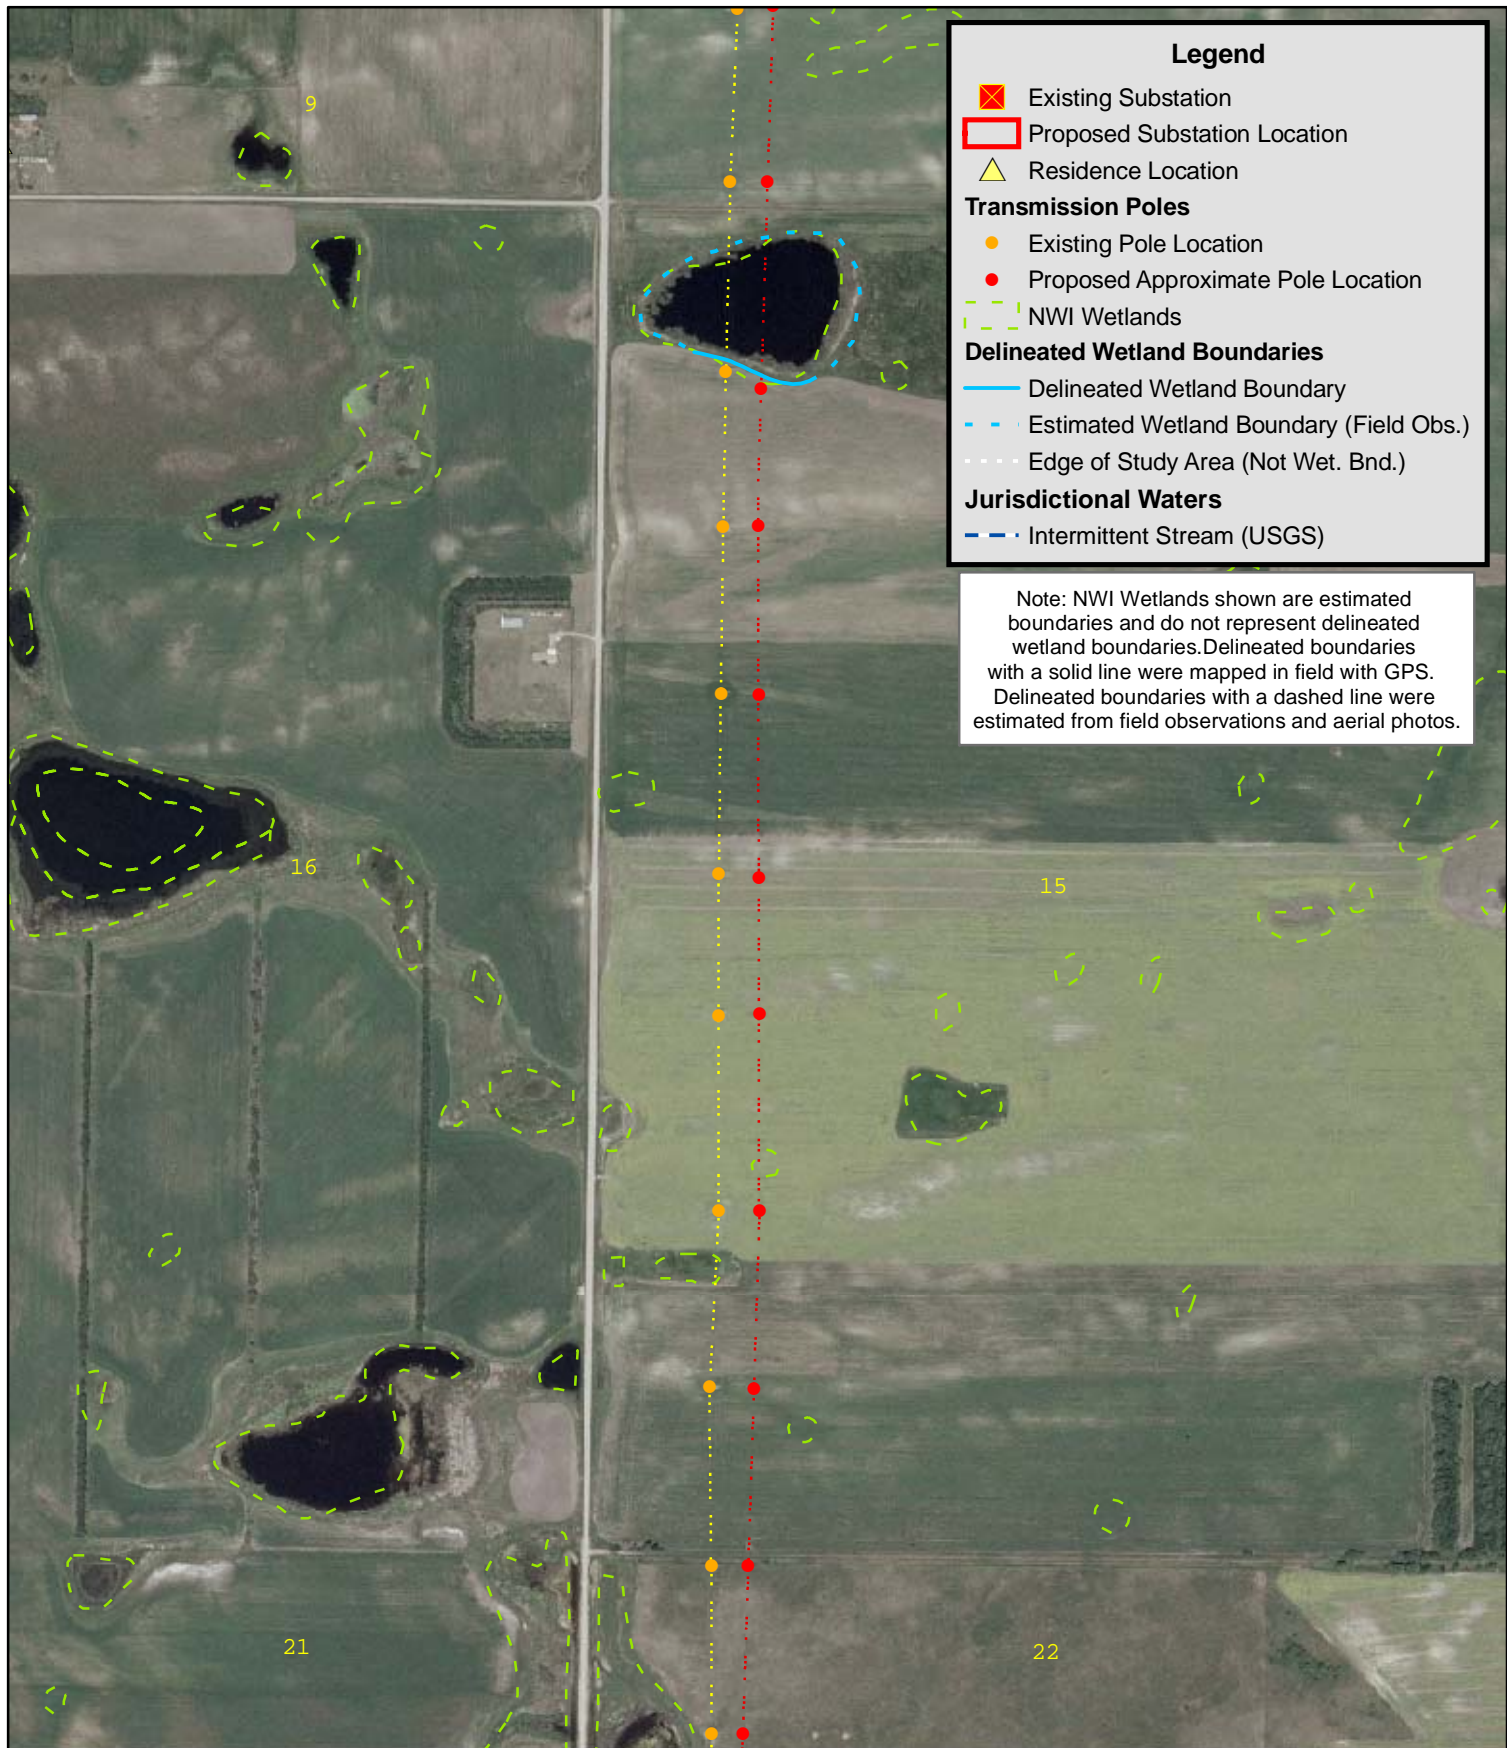 Legend
Existing Substation
Proposed Substation Location
Residence Location
Transmission Poles
Existing Pole Location
Proposed Approximate Pole Location
NWI Wetlands
Delineated Wetland Boundaries
Delineated Wetland Boundary
Estimated Wetland Boundary (Field Obs.)
Edge of Study Area (Not Wet. Bnd.)
Jurisdictional Waters
Intermittent Stream (USGS)
Note: NWI Wetlands shown are estimated
boundaries and do not represent delineated
wetland boundaries.Delineated boundaries
with a solid line were mapped in field with GPS.
Delineated boundaries with a dashed line were
estimated from field observations and aerial photos.
9
16
15
21
22